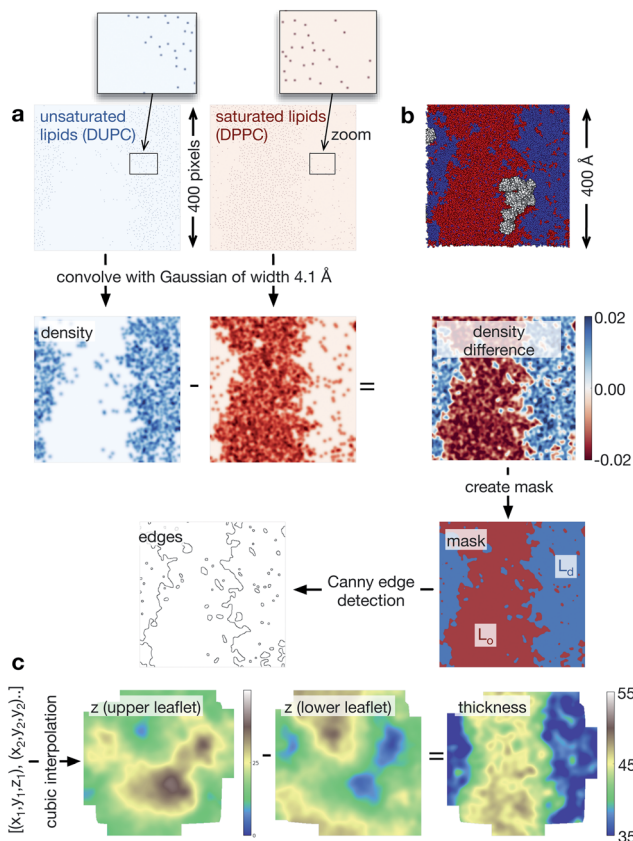 a
unsaturated
lipids (DUPC)
400 pixels
saturated lipids
(DPPC)
zoom
b
400 Å
convolve with Gaussian of width 4.1 Å
density
-
=
density
difference
0.02
0.00
-0.02
create mask
edges
Canny edge
detection
mask
Ld
Lo
c
[(x1,y1,z1), (x2,y2,y2)..]
cubic interpolation
z (upper leaflet)
25
0
-
z (lower leaflet)
=
thickness
55
45
35